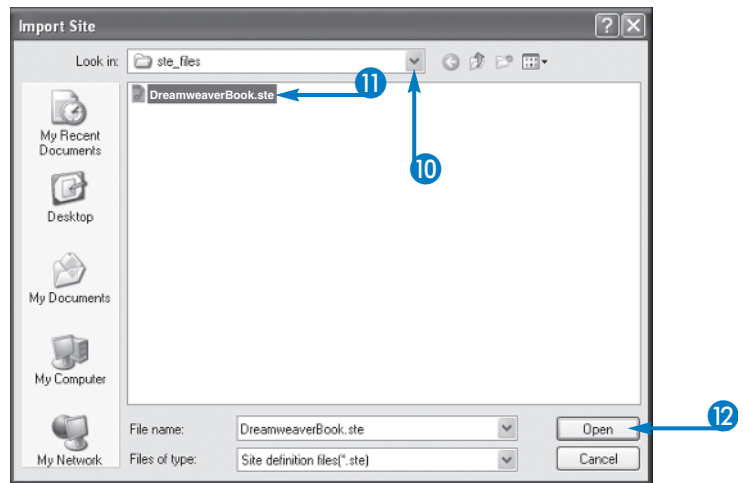 Import Site
Look in: ste_files
DreamweaverBook.ste
11
10
My Recent
Documents
Desktop
My Documents
My Computer
My Network
File name: DreamweaverBook.ste Open
12
Files of type: Site definition files(*.ste) Cancel